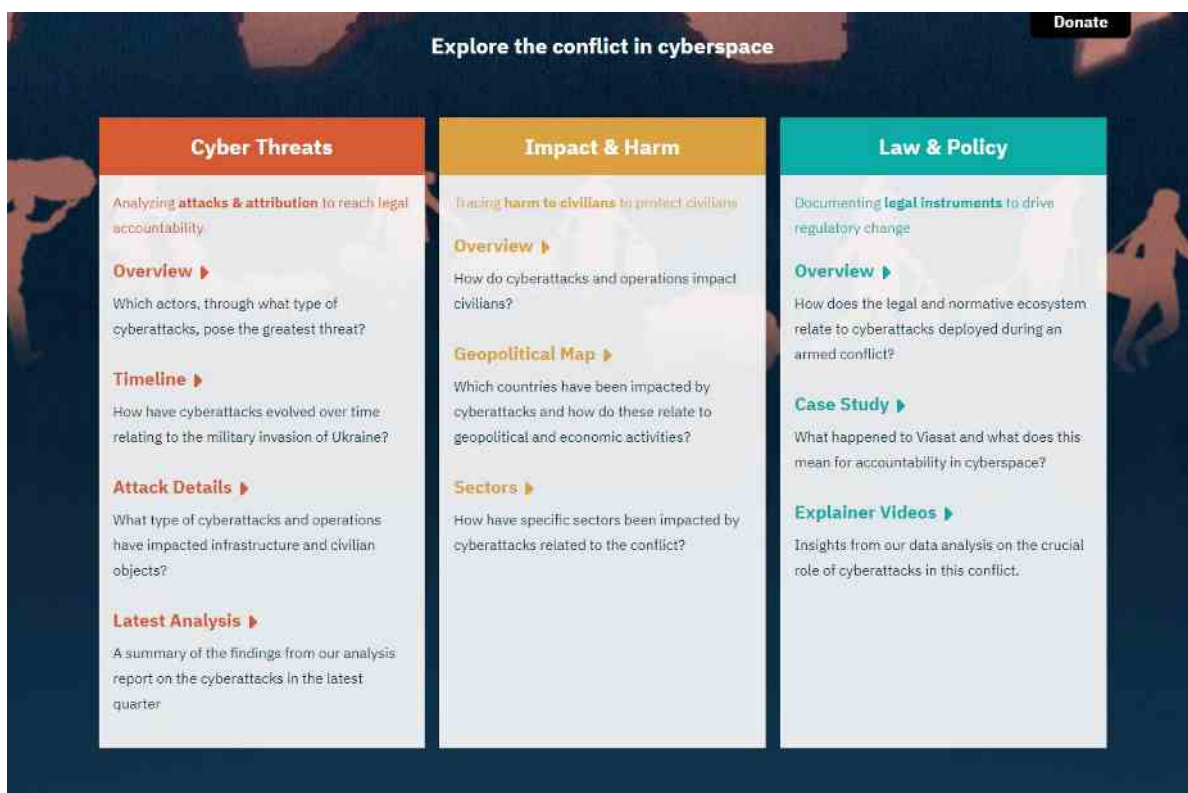 Donate
Explore the conflict in cyberspace
Cyber Threats
Analyzing attacks & attribution to reach legal
accountability
Overview
Which actors, through what type of
cyberattacks, pose the greatest threat?
Timeline
How have cyberattacks evolved over time
relating to the military invasion of Ukraine?
Attack Details
What type of cyberattacks and operations
have impacted infrastructure and civilian
objects?
Latest Analysis
A summary of the findings from our analysis
report on the cyberattacks in the latest
quarter
Impact & Harm
Tracing harm to civilians to protect civilians
Overview
How do cyberattacks and operations impact
civilians?
Geopolitical Map
Which countries have been impacted by
cyberattacks and how do these relate to
geopolitical and economic activities?
Sectors
How have specific sectors been impacted by
cyberattacks related to the conflict?
Law & Policy
Documenting legal instruments to drive
regulatory change
Overview
How does the legal and normative ecosystem
relate to cyberattacks deployed during an
armed conflict?
Case Study
What happened to Viasat and what does this
mean for accountability in cyberspace?
Explainer Videos
Insights from our data analysis on the crucial
role of cyberattacks in this conflict.